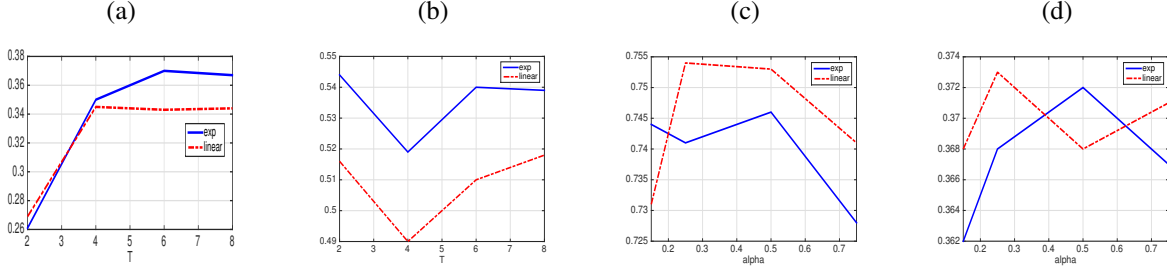 (a) (b) (c) (d)
0.38
0.36
0.34
0.32
0.3
0.28
0.26
2 3 4 5 6 7 8
T
exp
linear
0.55
0.54
0.53
0.52
0.51
0.5
0.49
2 3 4 5 6 7 8
T
exp
linear
0.755
0.75
0.745
0.74
0.735
0.73
0.725
0.2 0.3 0.4 0.5 0.6 0.7
alpha
exp
linear
0.374
0.372
0.37
0.368
0.366
0.364
0.362
0.2 0.3 0.4 0.5 0.6 0.7
alpha
exp
linear